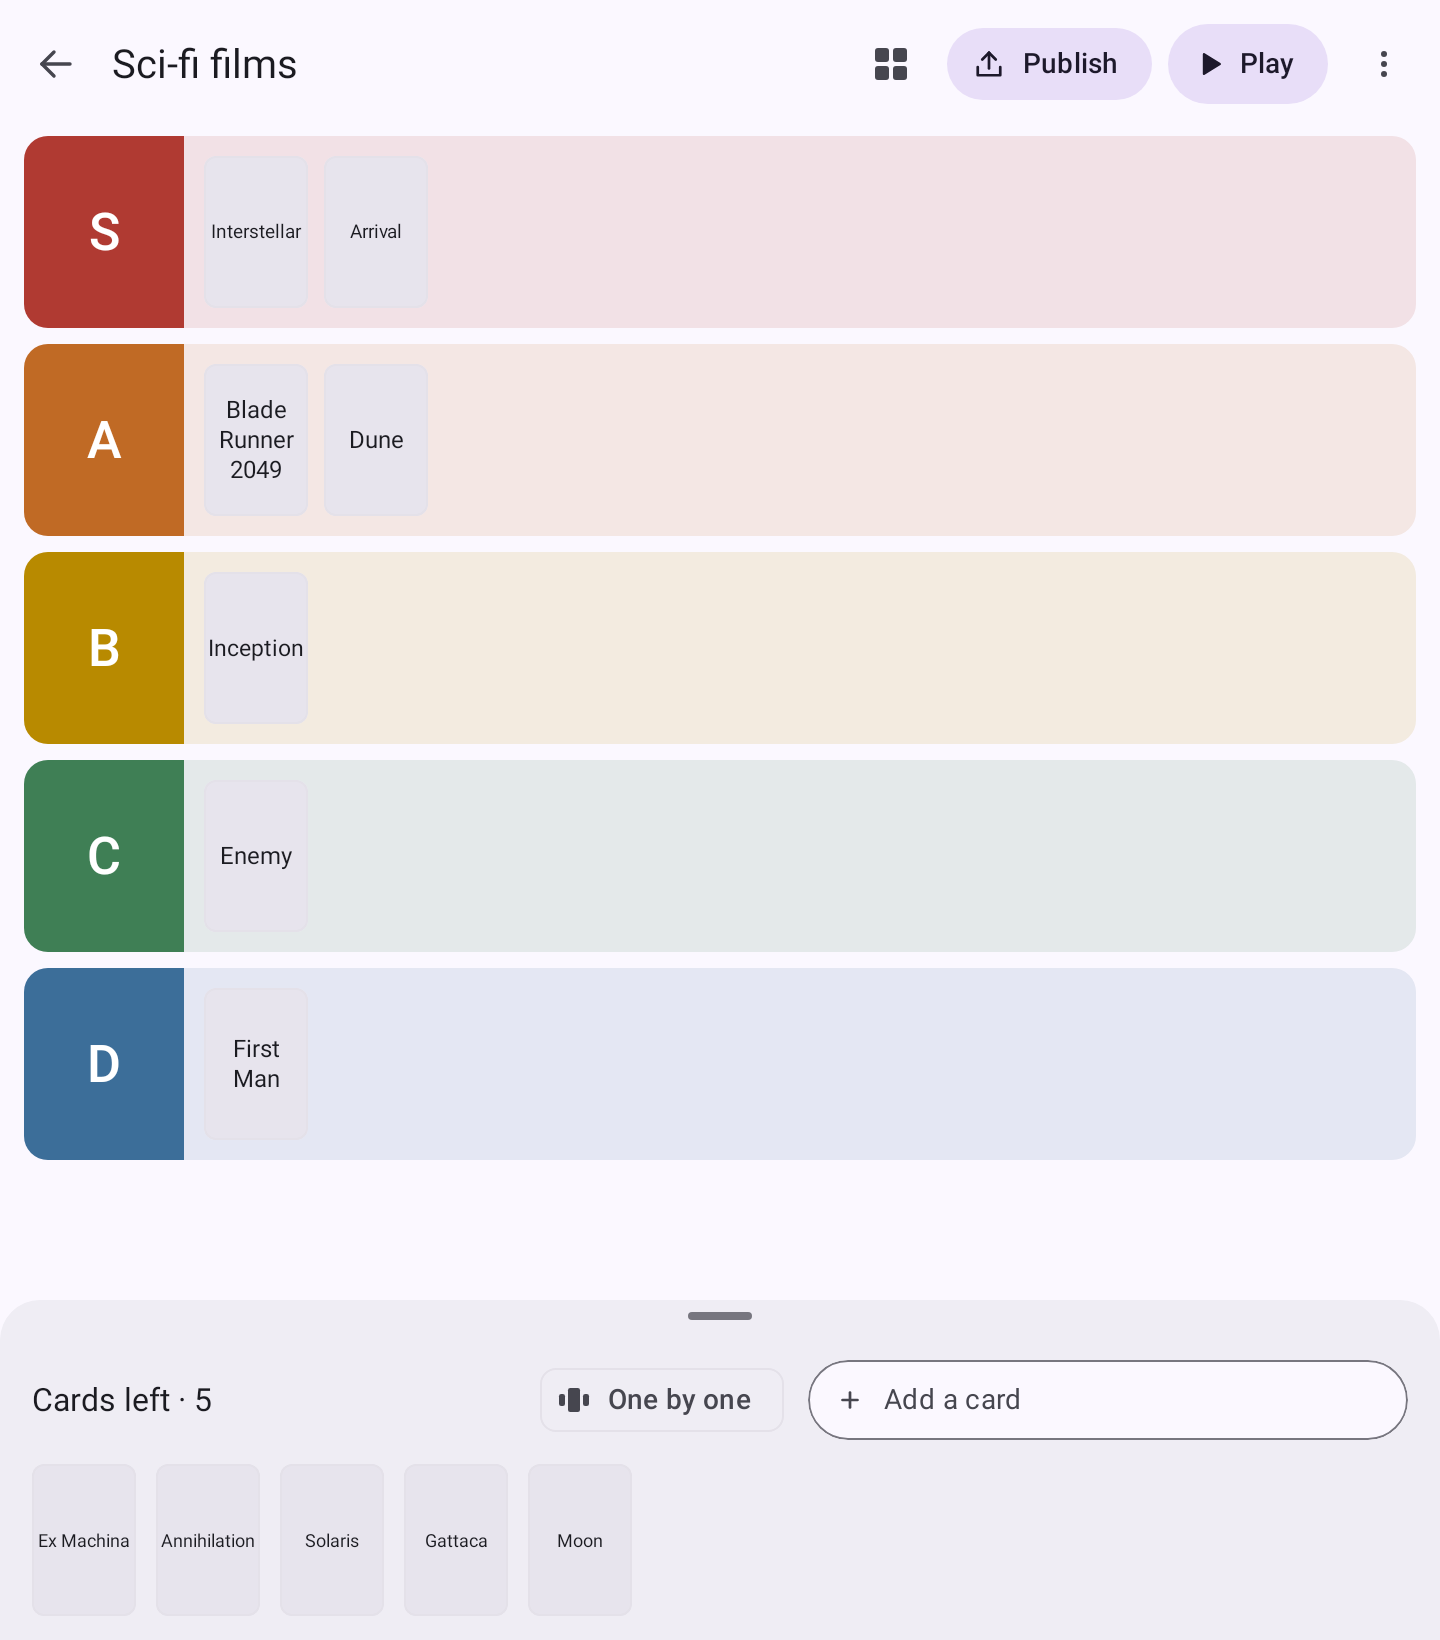 Sci-fi films
Publish
Play
S
Interstellar
Arrival
A
Blade
Runner
2049
Dune
B
Inception
C
Enemy
D
First
Man
Cards left · 5
One by one
Add a card
Ex Machina
Annihilation
Solaris
Gattaca
Moon